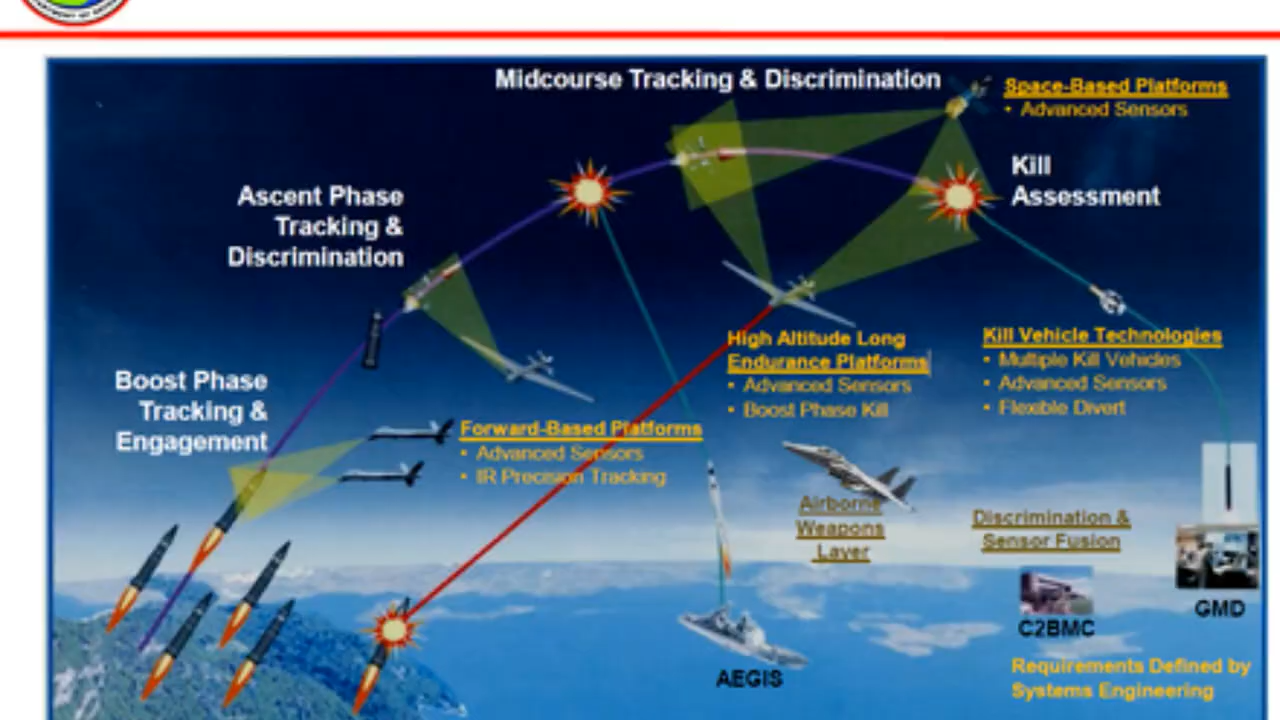 Midcourse Tracking & Discrimination
Space-Based Platforms
• Advanced Sensors
Kill
Assessment
Ascent Phase
Tracking &
Discrimination
High Altitude Long
Endurance Platforms
• Advanced Sensors
• Boost Phase Kill
Kill Vehicle Technologies
• Multiple Kill Vehicles
• Advanced Sensors
• Flexible Divert
Boost Phase
Tracking &
Engagement
Forward-Based Platforms
• Advanced Sensors
• IR Precision Tracking
Airborne
Weapons
Layer
Discrimination &
Sensor Fusion
C2BMC
GMD
AEGIS
Requirements Defined by
Systems Engineering